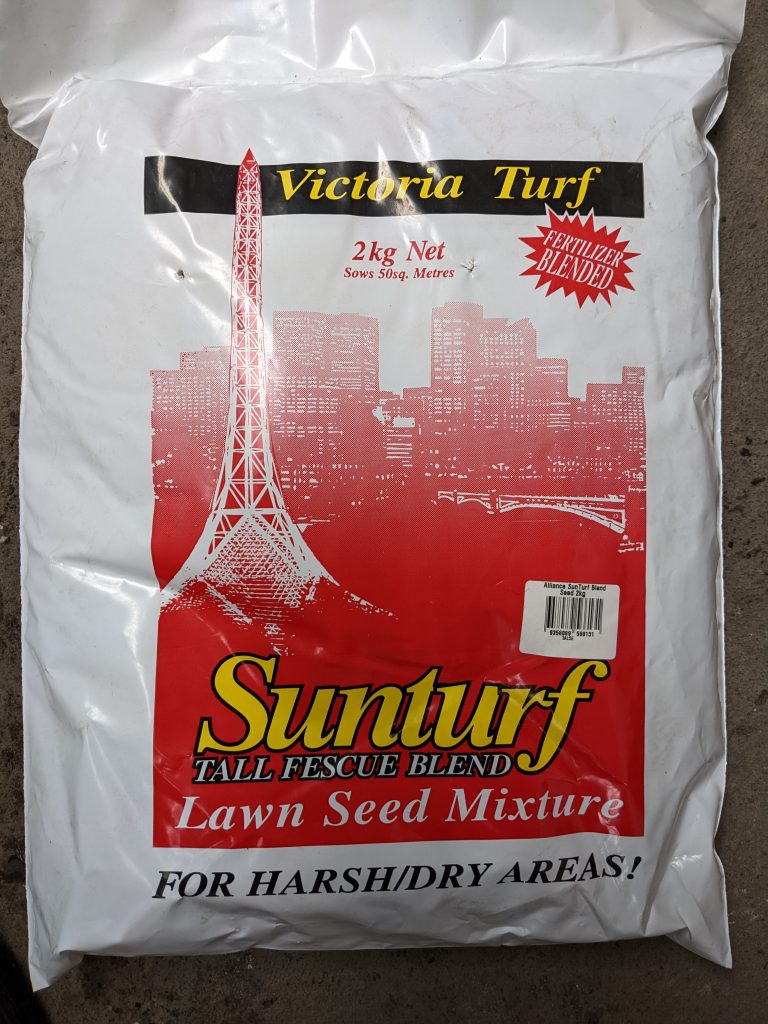 Victoria Turf
2kg Net
Sows 50sq. Metres
FERTILIZER
BLENDED
Alliance SunTurf Blend
Seed 2kg
Sunturf
TALL FESCUE BLEND
Lawn Seed Mixture
FOR HARSH/DRY AREAS!